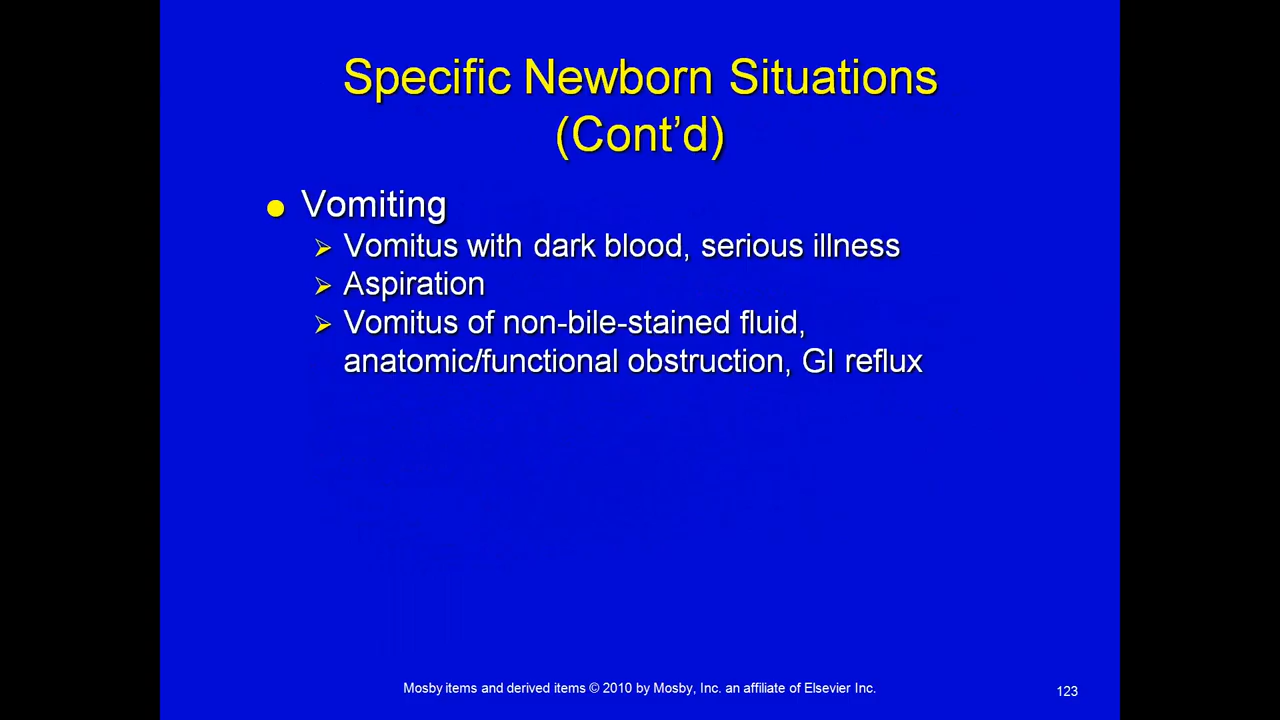 Specific Newborn Situations
(Cont’d)
Vomiting
Vomitus with dark blood, serious illness
Aspiration
Vomitus of non-bile-stained fluid,
anatomic/functional obstruction, GI reflux
Mosby items and derived items © 2010 by Mosby, Inc. an affiliate of Elsevier Inc.
123